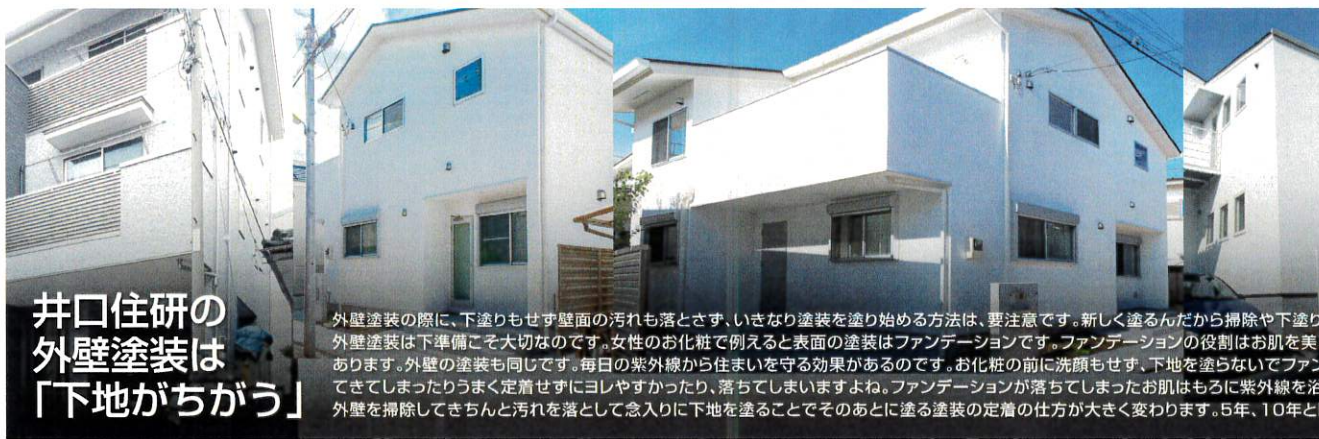 井口住研の
外壁塗装は
「下地がちがう」
外壁塗装の際に、下塗りもせず壁面の汚れも落とさず、いきなり塗装を塗り始める方法は、要注意です。新しく塗るんだから掃除や下塗り
外壁塗装は下準備こそ大切なのです。女性のお化粧で例えると表面の塗装はファンデーションです。ファンデーションの役割はお肌を美
あります。外壁の塗装も同じです。毎日の紫外線から住まいを守る効果があるのです。お化粧の前に洗顔もせず、下地を塗らないでファン
てきてしまったりうまく定着せずにヨレやすかったり、落ちてしまいますよね。ファンデーションが落ちてしまったお肌はもろに紫外線を浴
外壁を掃除してきちんと汚れを落として念入りに下地を塗ることでそのあとに塗る塗装の定着の仕方が大きく変わります。5年、10年と